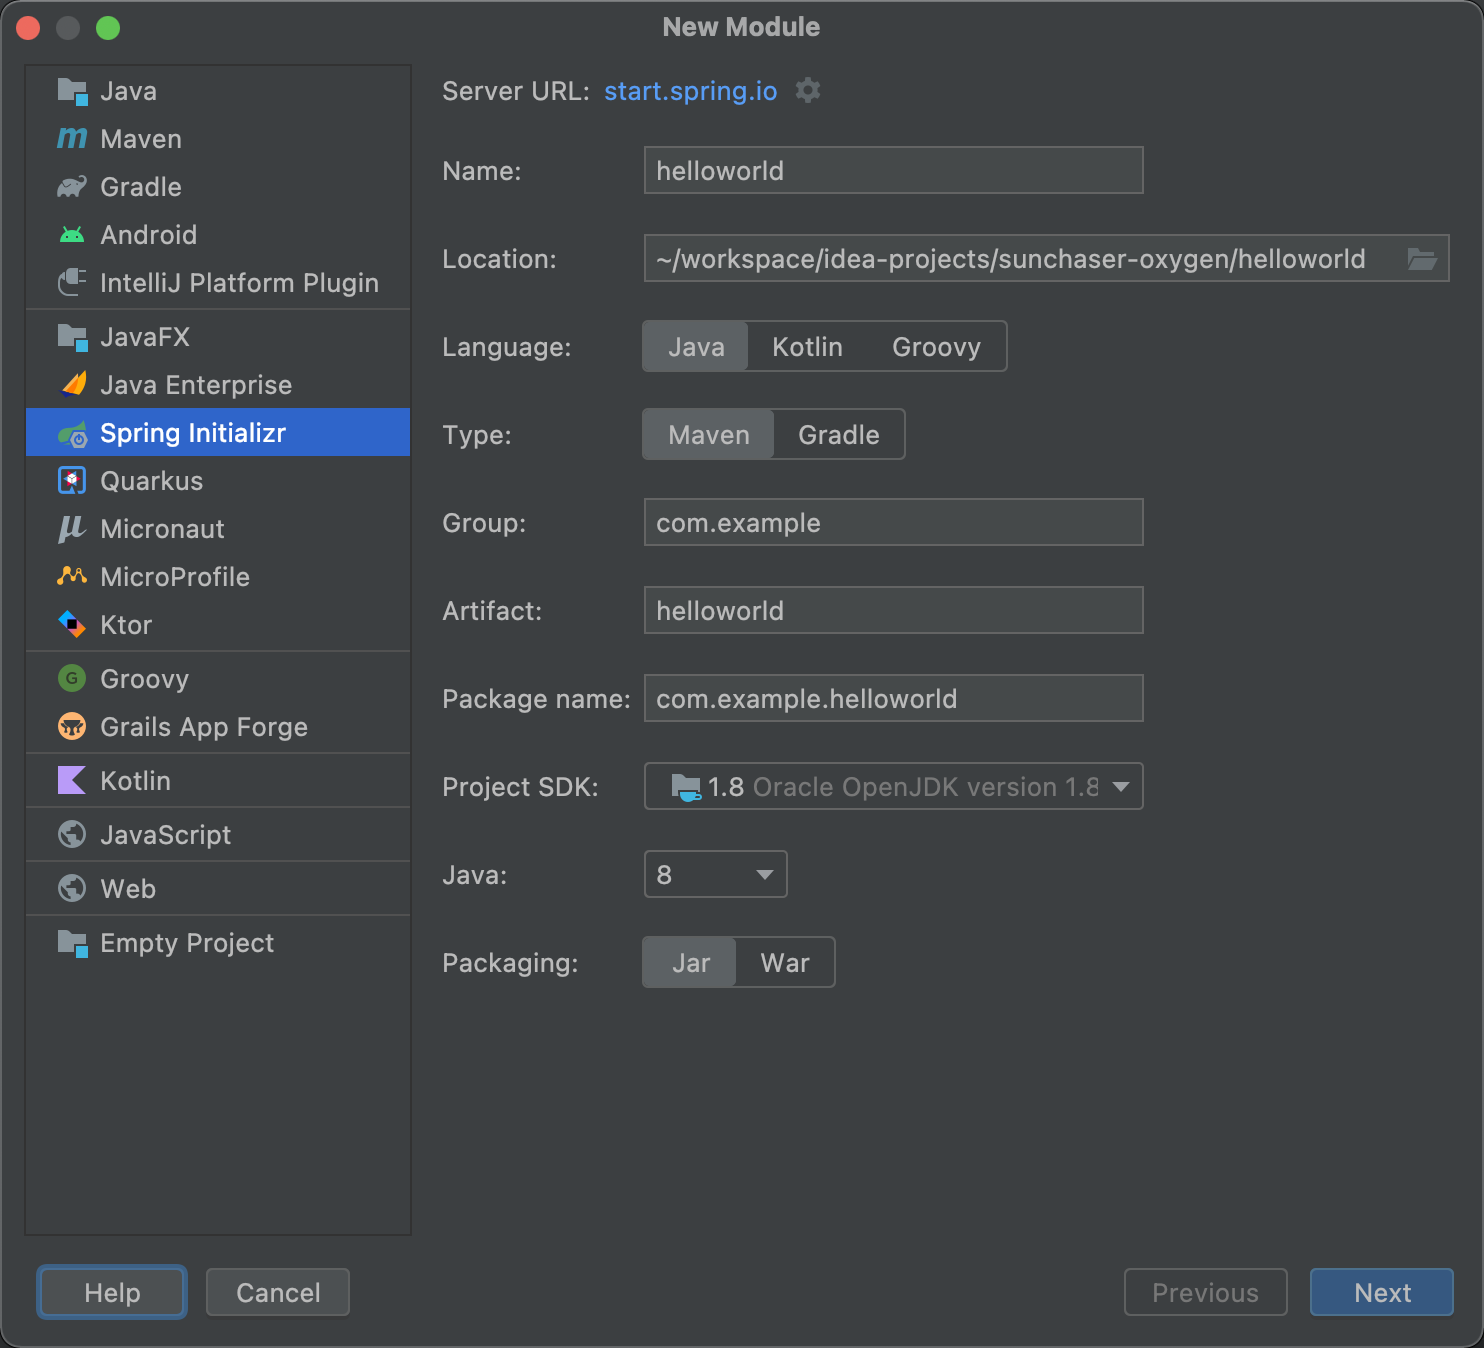 New Module
Java
Maven
Gradle
Android
IntelliJ Platform Plugin
JavaFX
Java Enterprise
Spring Initializr
Quarkus
Micronaut
MicroProfile
Ktor
Groovy
Grails App Forge
Kotlin
JavaScript
Web
Empty Project
Server URL: start.spring.io
Name: helloworld
Location: ~/workspace/idea-projects/sunchaser-oxygen/helloworld
Language: Java Kotlin Groovy
Type: Maven Gradle
Group: com.example
Artifact: helloworld
Package name: com.example.helloworld
Project SDK: 1.8 Oracle OpenJDK version 1.8
Java: 8
Packaging: Jar War
Help Cancel Previous Next